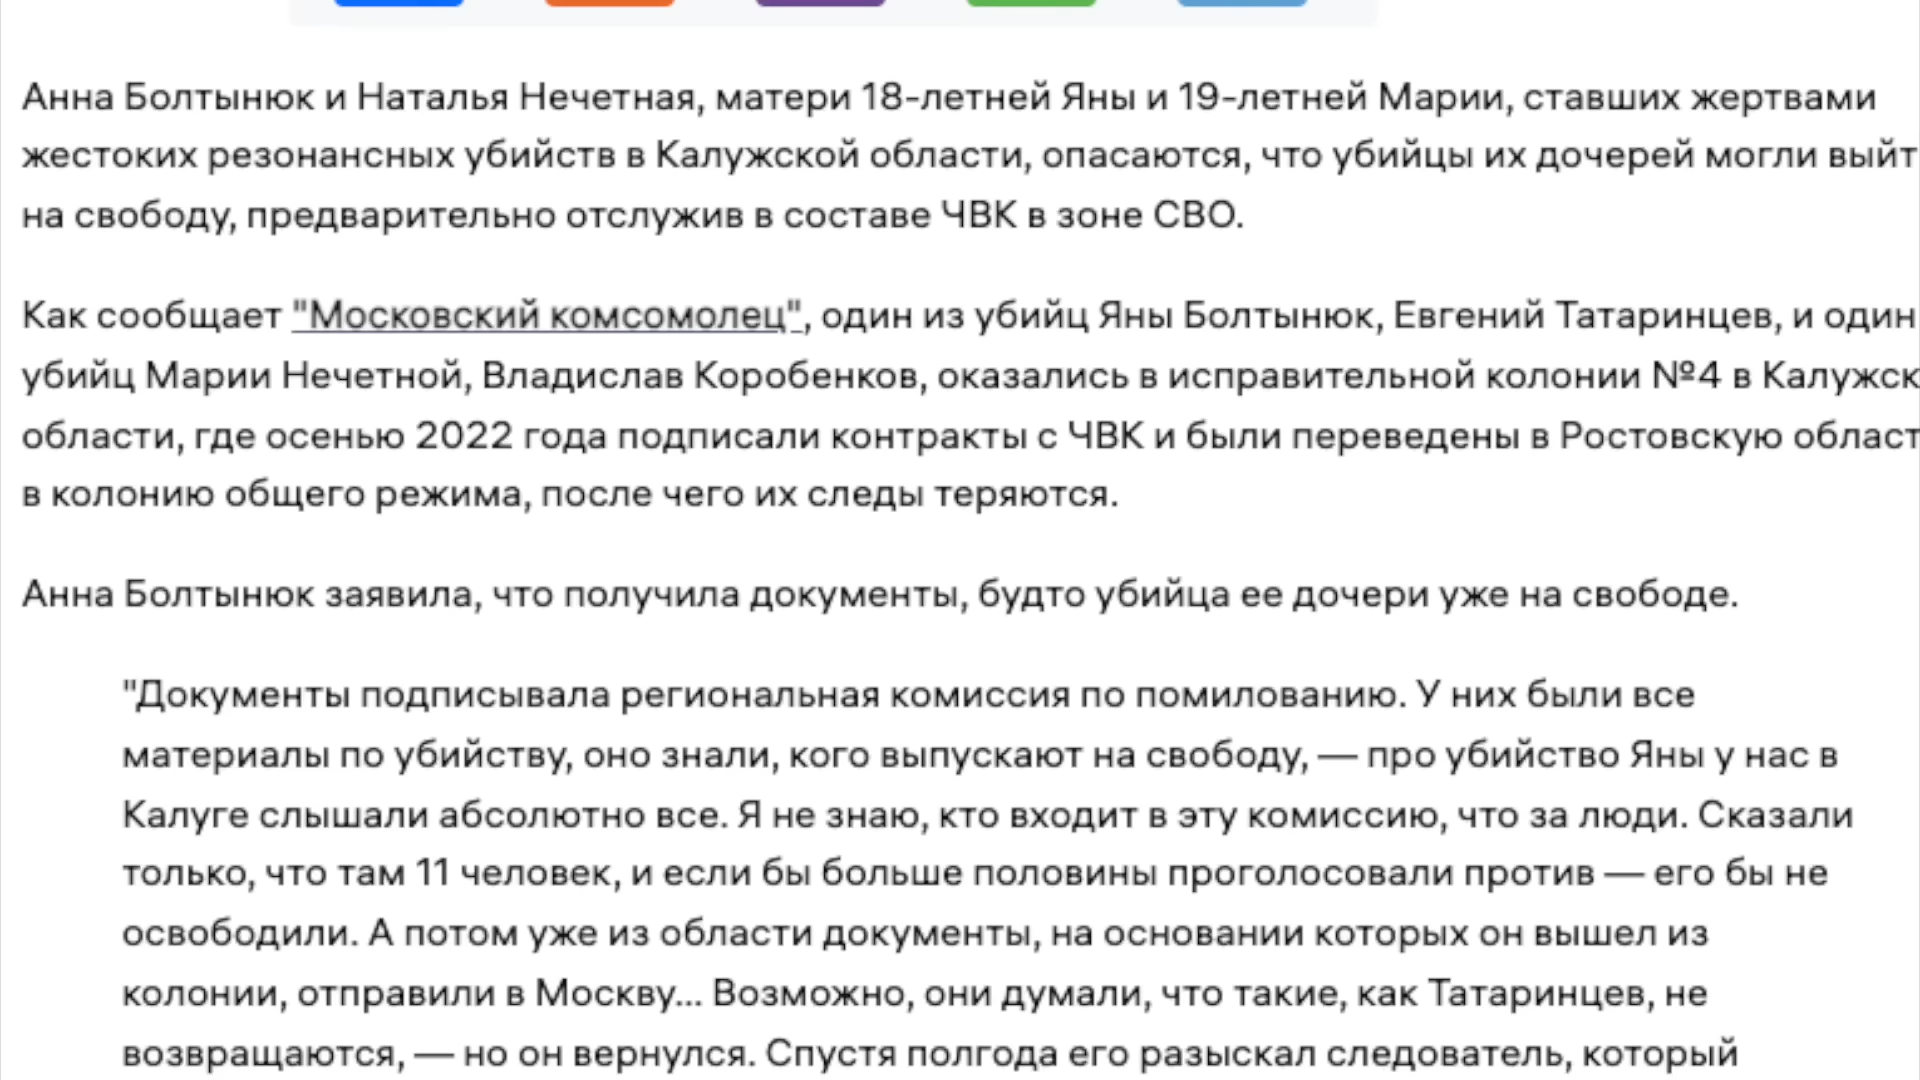 Анна Болтынюк и Наталья Нечетная, матери 18-летней Яны и 19-летней Марии, ставших жертвами
жестоких резонансных убийств в Калужской области, опасаются, что убийцы их дочерей могли выйт
на свободу, предварительно отслужив в составе ЧВК в зоне СВО.
Как сообщает "Московский комсомолец", один из убийц Яны Болтынюк, Евгений Татаринцев, и один
убийц Марии Нечетной, Владислав Коробенков, оказались в исправительной колонии №4 в Калужск
области, где осенью 2022 года подписали контракты с ЧВК и были переведены в Ростовскую област
в колонию общего режима, после чего их следы теряются.
Анна Болтынюк заявила, что получила документы, будто убийца ее дочери уже на свободе.
"Документы подписывала региональная комиссия по помилованию. У них были все
материалы по убийству, оно знали, кого выпускают на свободу, — про убийство Яны у нас в
Калуге слышали абсолютно все. Я не знаю, кто входит в эту комиссию, что за люди. Сказали
только, что там 11 человек, и если бы больше половины проголосовали против — его бы не
освободили. А потом уже из области документы, на основании которых он вышел из
колонии, отправили в Москву... Возможно, они думали, что такие, как Татаринцев, не
возвращаются, — но он вернулся. Спустя полгода его разыскал следователь, который